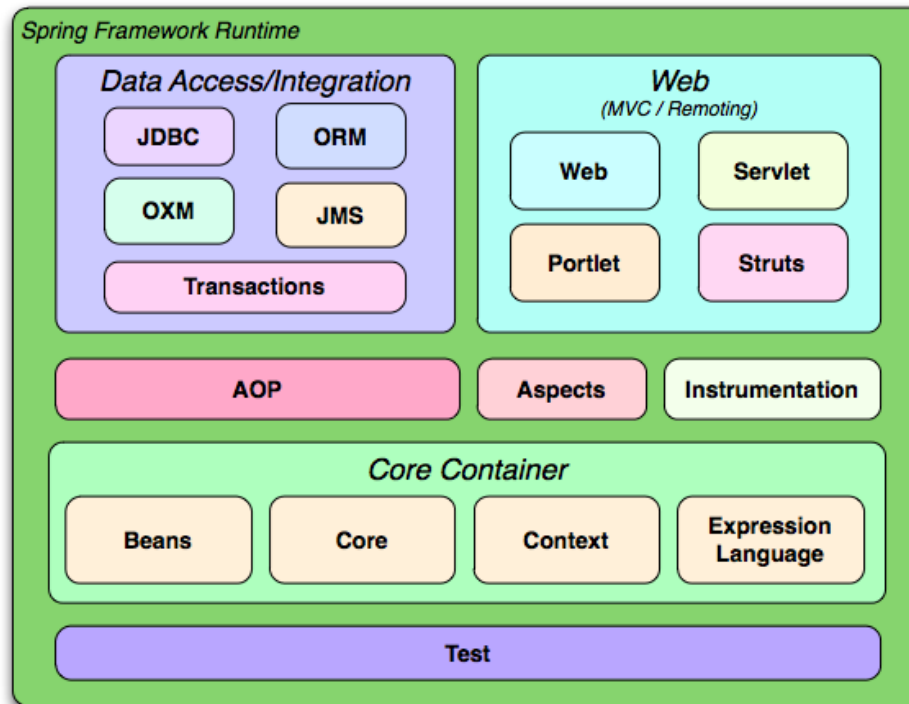 Spring Framework Runtime
Data Access/Integration
JDBC
ORM
OXM
JMS
Transactions
Web
(MVC / Remoting)
Web
Servlet
Portlet
Struts
AOP
Aspects
Instrumentation
Core Container
Beans
Core
Context
Expression
Language
Test